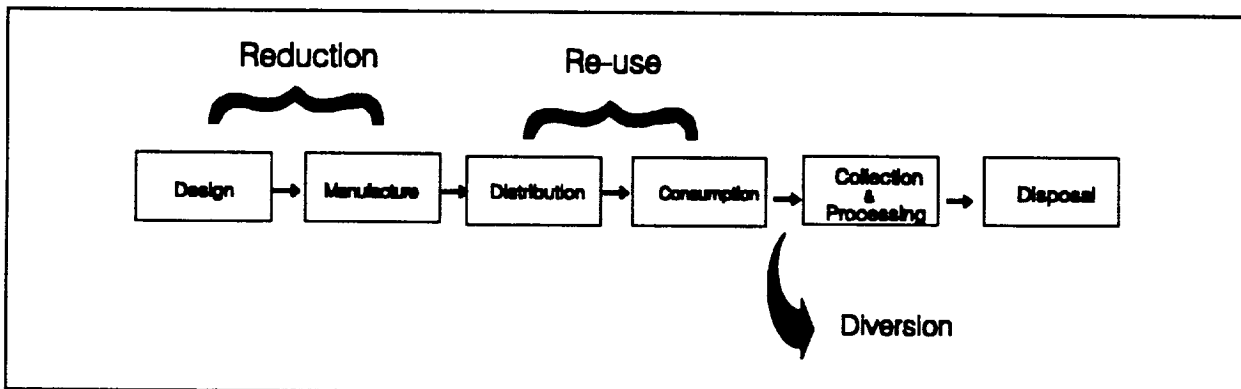 Reduction
Re-use
Design
Manufacture
Distribution
Consumption
Collection
&
Processing
Disposal
Diversion